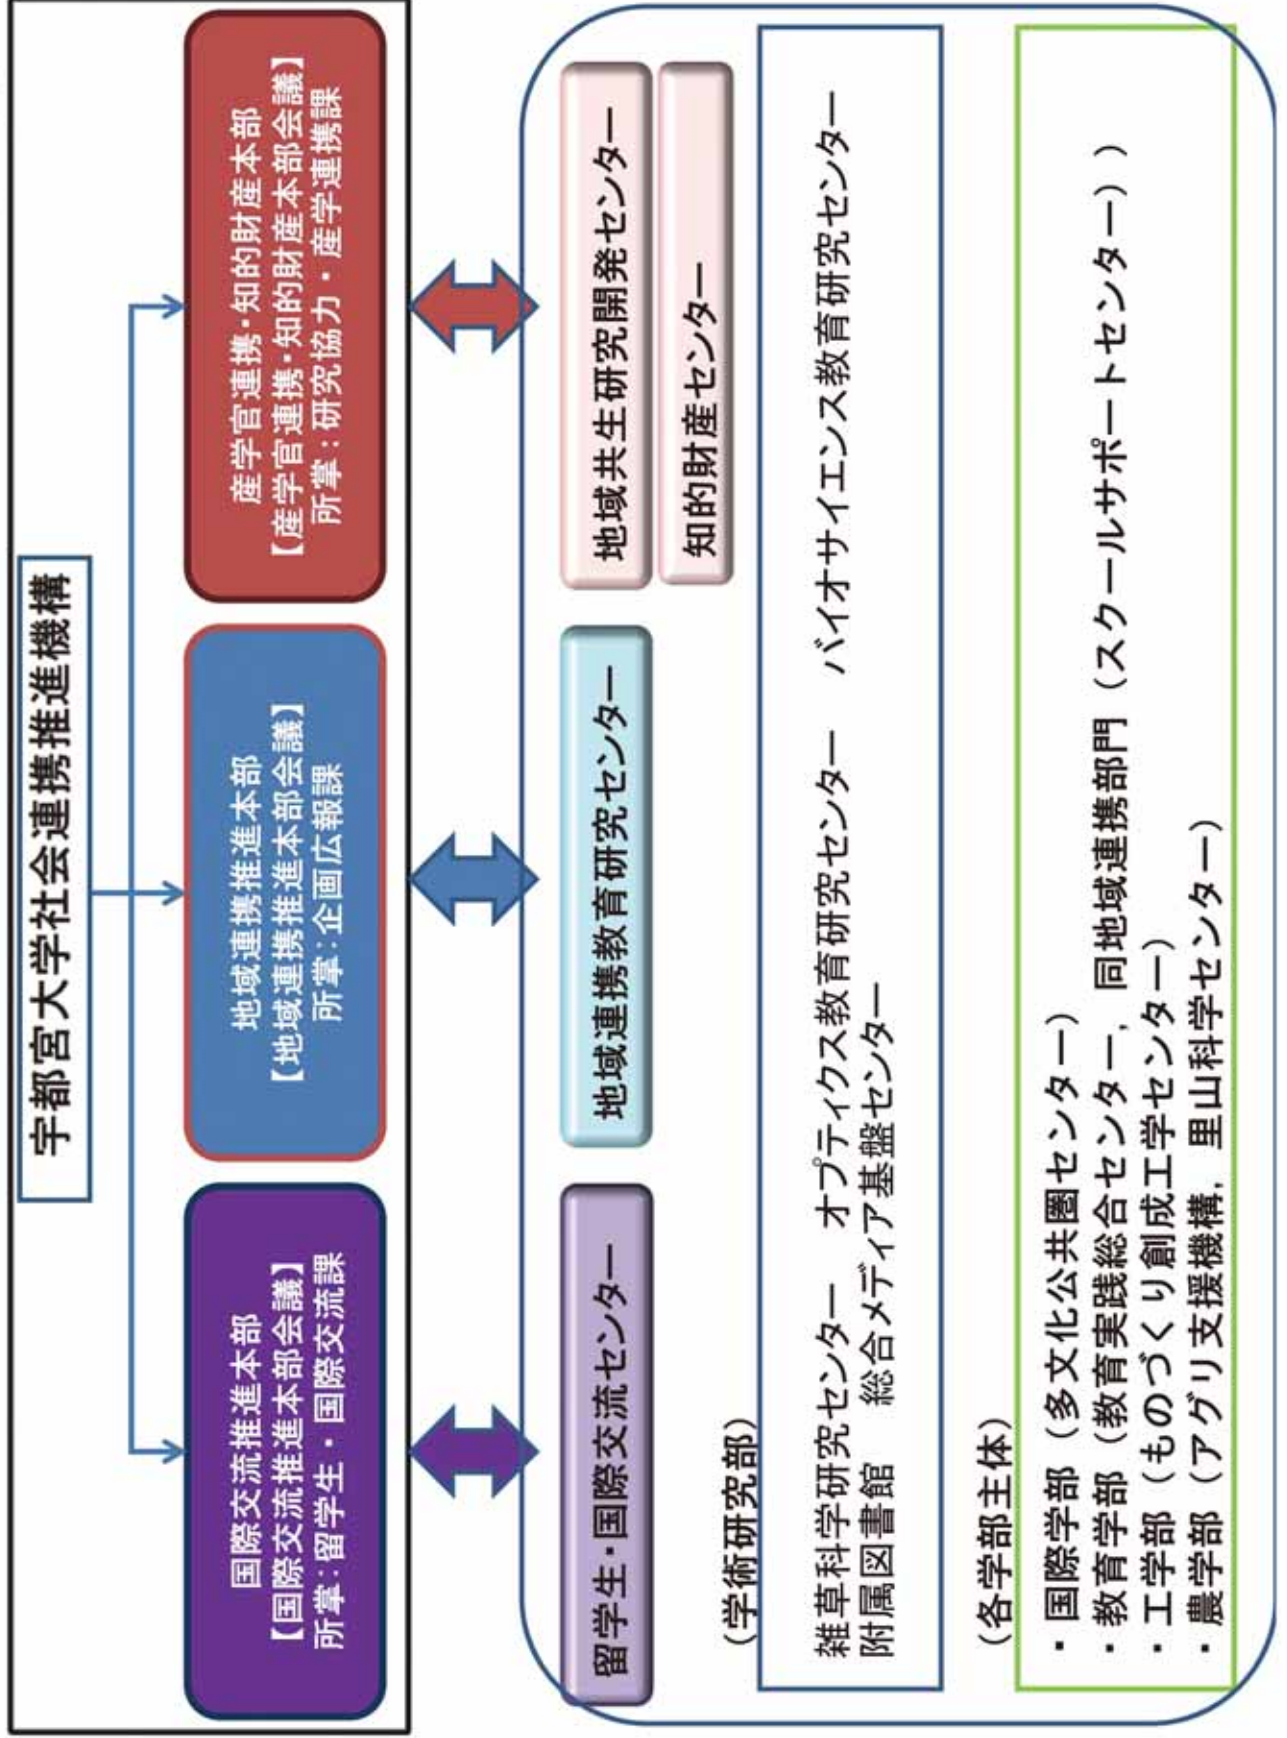 宇都宮大学社会連携推進機構
国際交流推進本部
【国際交流推進本部会議】
所掌：留学生・国際交流課
地域連携推進本部
【地域連携推進本部会議】
所掌：企画広報課
産学官連携・知的財産本部
【産学官連携・知的財産本部会議】
所掌：研究協力・産学連携課
留学生・国際交流センター
地域連携教育研究センター
地域共生研究開発センター
知的財産センター
（学術研究部）
雑草科学研究センター　オプティクス教育研究センター　バイオサイエンス教育研究センター
附属図書館　総合メディア基盤センター
（各学部主体）
・国際学部（多文化公共圏センター）
・教育学部（教育実践総合センター，同地域連携部門（スクールサポートセンター））
・工学部（ものづくり創成工学センター）
・農学部（アグリ支援機構，里山科学センター）